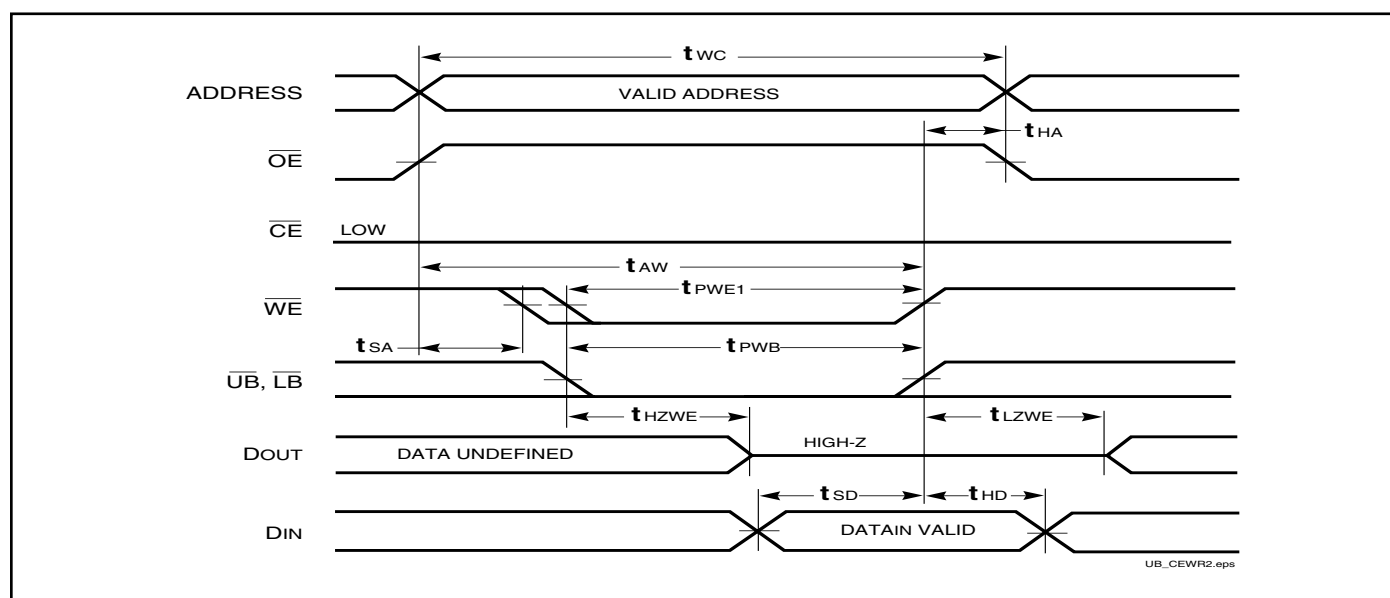 tWC
ADDRESS
VALID ADDRESS
tHA
OE
CE
LOW
tAW
WE
tPWE1
tSA
tPWB
UB, LB
tHZWE
tLZWE
DOUT
DATA UNDEFINED
HIGH-Z
tSD
tHD
DIN
DATAIN VALID
UB_CEWR2.eps